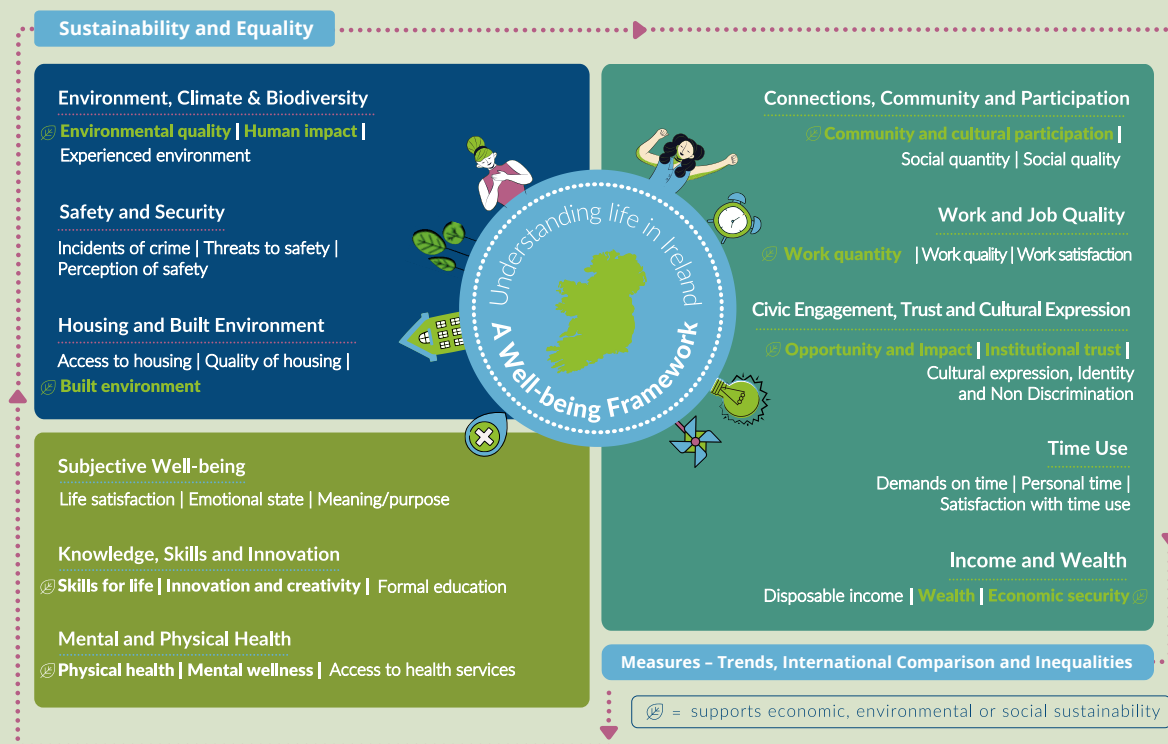 Sustainability and Equality
Environment, Climate & Biodiversity
Environmental quality | Human impact |
Experienced environment
Safety and Security
Incidents of crime | Threats to safety |
Perception of safety
Housing and Built Environment
Access to housing | Quality of housing |
Built environment
Subjective Well-being
Life satisfaction | Emotional state | Meaning/purpose
Knowledge, Skills and Innovation
Skills for life | Innovation and creativity | Formal education
Mental and Physical Health
Physical health | Mental wellness | Access to health services
Understanding life in Ireland
A Well-being Framework
Connections, Community and Participation
Community and cultural participation |
Social quantity | Social quality
Work and Job Quality
Work quantity | Work quality | Work satisfaction
Civic Engagement, Trust and Cultural Expression
Opportunity and Impact | Institutional trust |
Cultural expression, Identity
and Non Discrimination
Time Use
Demands on time | Personal time |
Satisfaction with time use
Income and Wealth
Disposable income | Wealth | Economic security
Measures – Trends, International Comparison and Inequalities
= supports economic, environmental or social sustainability